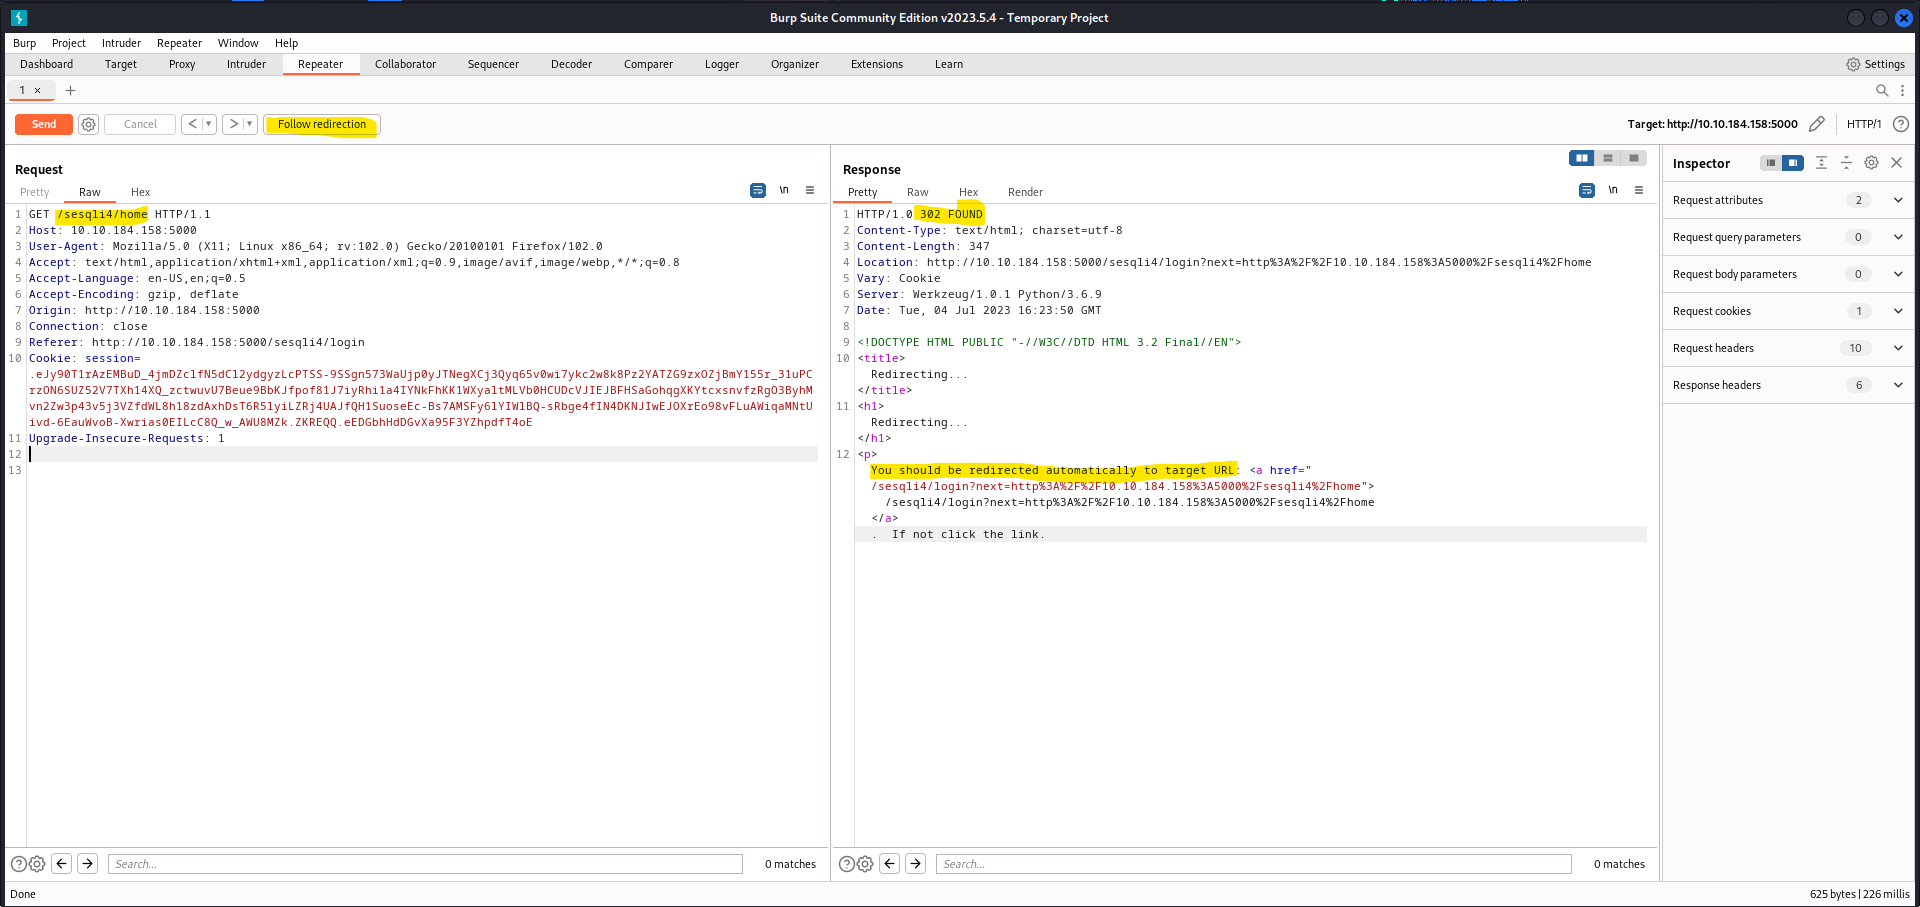 Burp Suite Community Edition v2023.5.4 - Temporary Project
Burp Project Intruder Repeater Window Help
Dashboard Target Proxy Intruder Repeater Collaborator Sequencer Decoder Comparer Logger Organizer Extensions Learn Settings
1 × +
Send Cancel < > Follow redirection Target: http://10.10.184.158:5000 HTTP/1 ?
Request
Pretty Raw Hex \n
1 GET /sesqli4/home HTTP/1.1
2 Host: 10.10.184.158:5000
3 User-Agent: Mozilla/5.0 (X11; Linux x86_64; rv:102.0) Gecko/20100101 Firefox/102.0
4 Accept: text/html,application/xhtml+xml,application/xml;q=0.9,image/avif,image/webp,*/*;q=0.8
5 Accept-Language: en-US,en;q=0.5
6 Accept-Encoding: gzip, deflate
7 Origin: http://10.10.184.158:5000
8 Connection: close
9 Referer: http://10.10.184.158:5000/sesqli4/login
10 Cookie: session=
11 Upgrade-Insecure-Requests: 1
12
13
? Search... 0 matches
Response
Pretty Raw Hex Render \n
1 HTTP/1.0 302 FOUND
2 Content-Type: text/html; charset=utf-8
3 Content-Length: 347
4 Location: http://10.10.184.158:5000/sesqli4/login?next=http%3A%2F%2F10.10.184.158%3A5000%2Fsesqli4%2Fhome
5 Vary: Cookie
6 Server: Werkzeug/1.0.1 Python/3.6.9
7 Date: Tue, 04 Jul 2023 16:23:50 GMT
8
9 <!DOCTYPE HTML PUBLIC "-//W3C//DTD HTML 3.2 Final//EN">
10 <title>
Redirecting...
</title>
11 <h1>
Redirecting...
</h1>
12 <p>
You should be redirected automatically to target URL: <a href="
/sesqli4/login?next=http%3A%2F%2F10.10.184.158%3A5000%2Fsesqli4%2Fhome">
/sesqli4/login?next=http%3A%2F%2F10.10.184.158%3A5000%2Fsesqli4%2Fhome
</a>
. If not click the link.
? Search... 0 matches
Inspector
Request attributes 2
Request query parameters 0
Request body parameters 0
Request cookies 1
Request headers 10
Response headers 6
Done 625 bytes | 226 millis